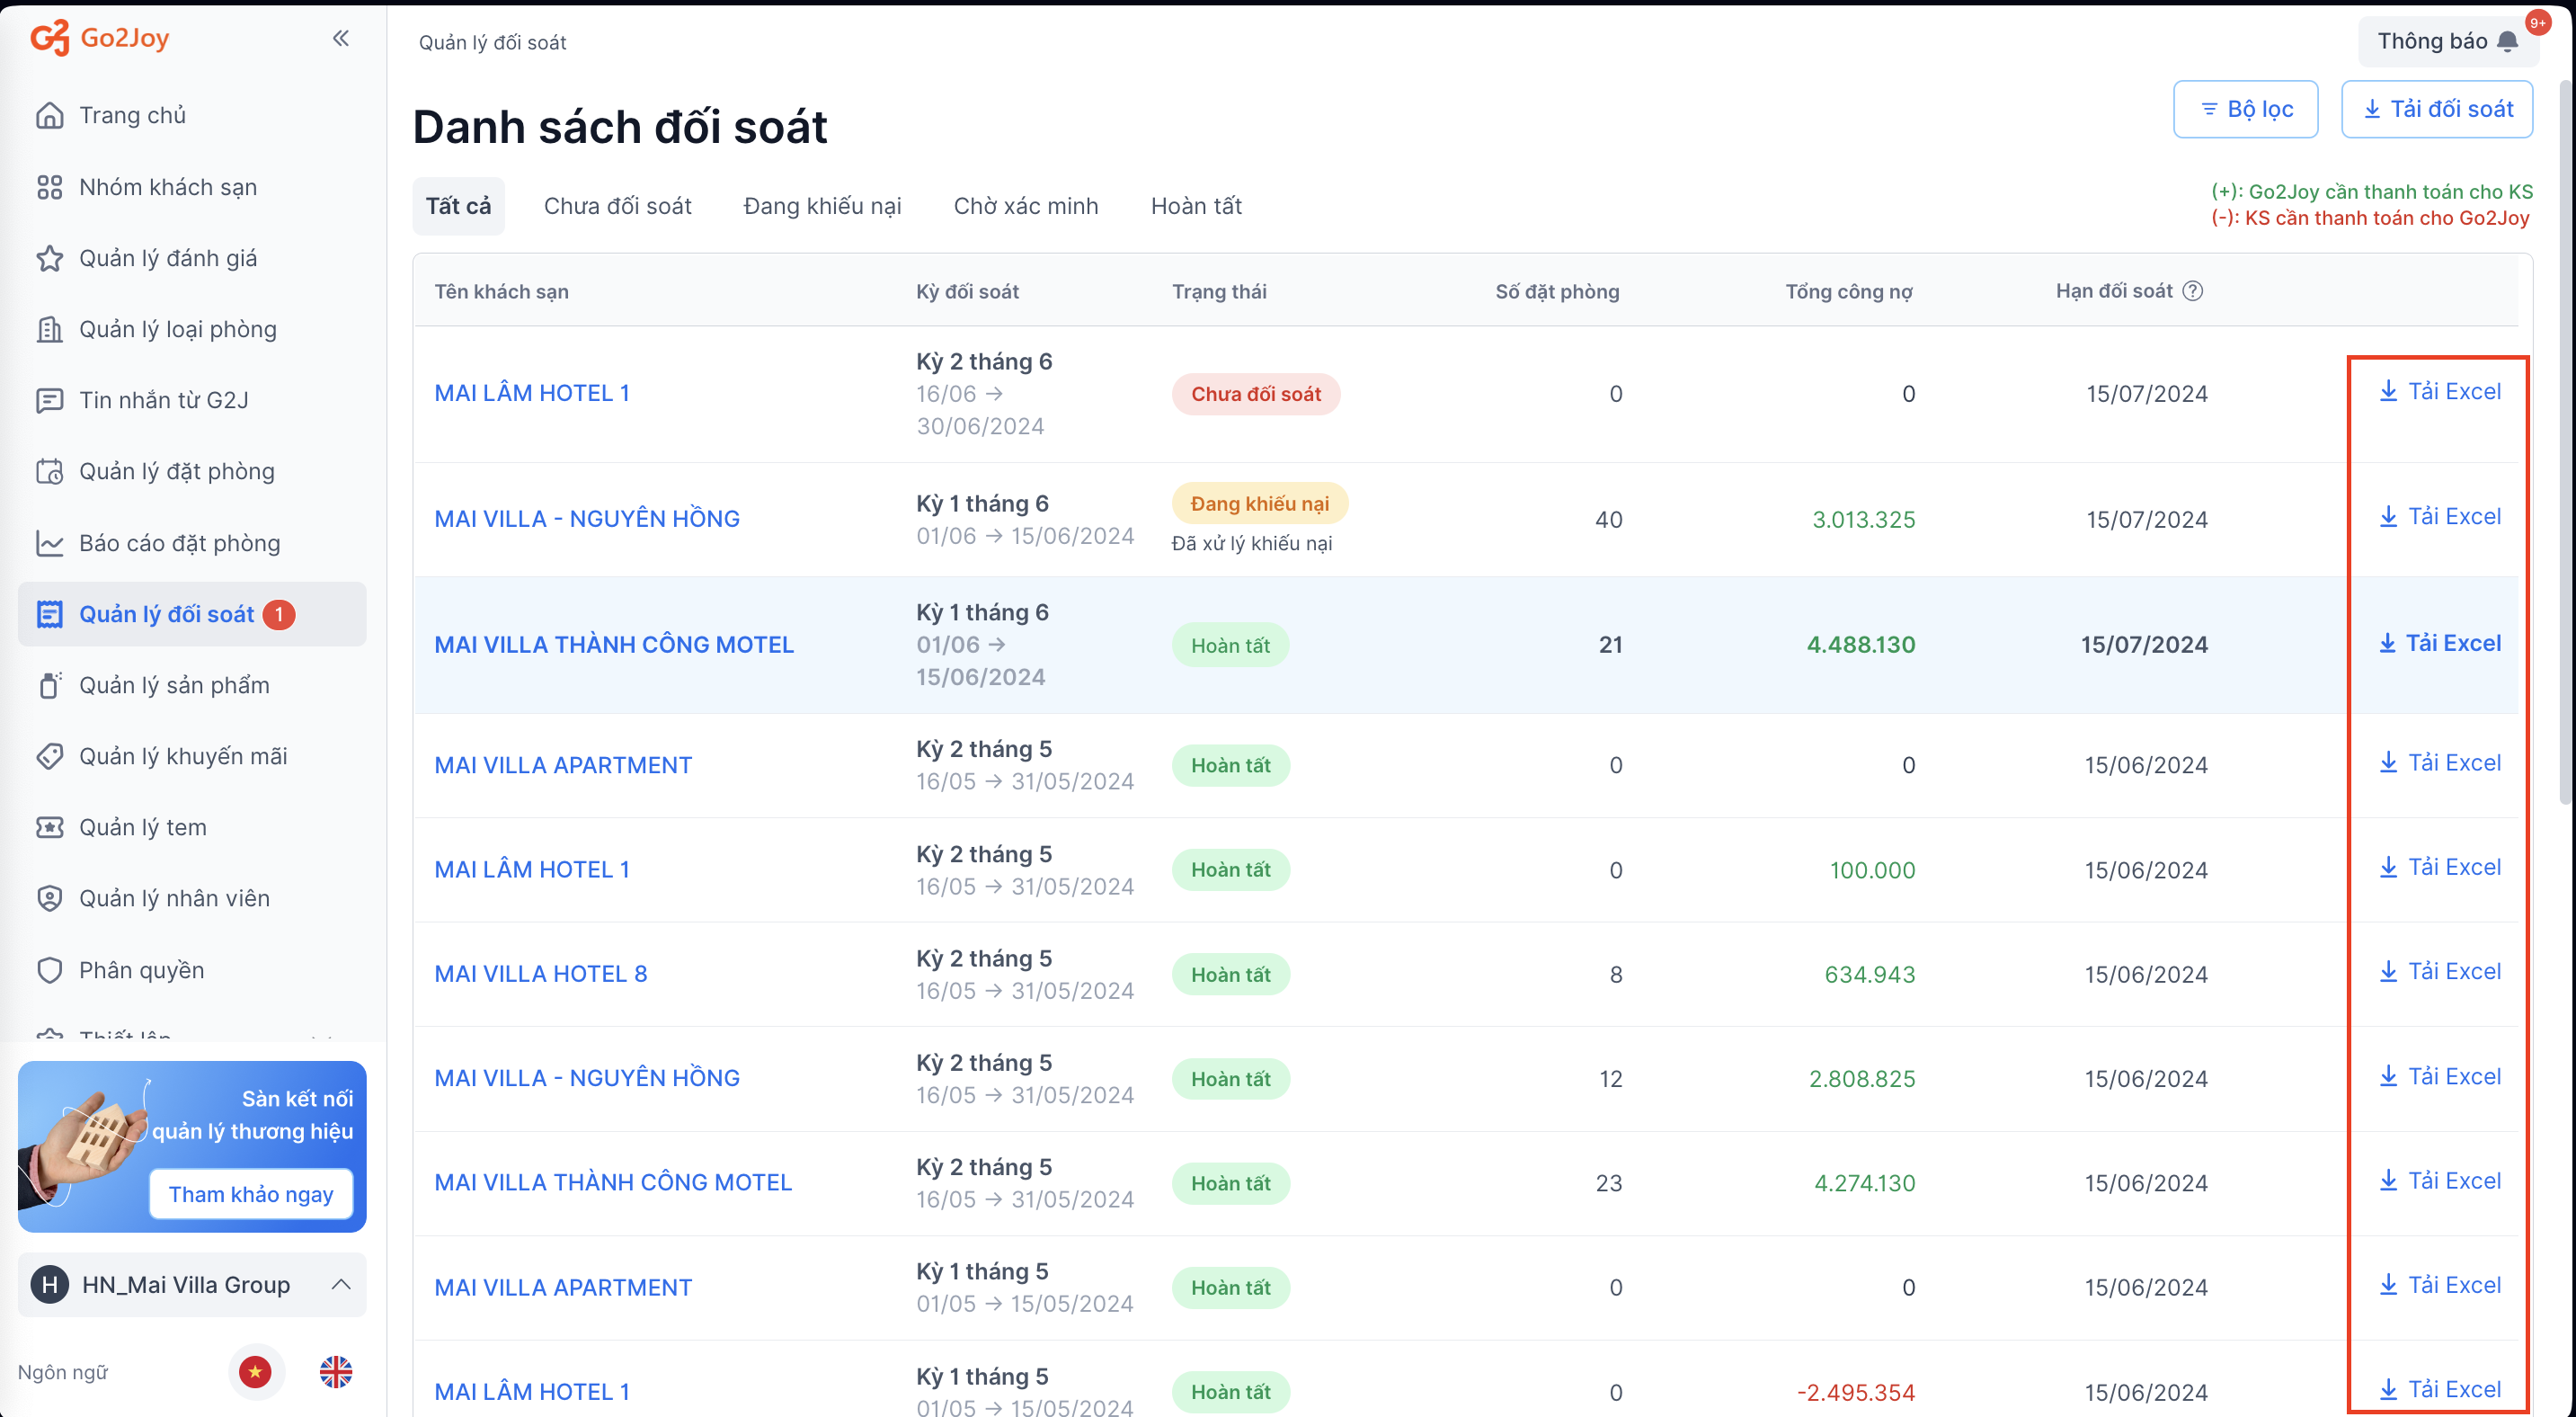 Go2Joy
Trang chủ
Nhóm khách sạn
Quản lý đánh giá
Quản lý loại phòng
Tin nhắn từ G2J
Quản lý đặt phòng
Báo cáo đặt phòng
Quản lý đối soát 1
Quản lý sản phẩm
Quản lý khuyến mãi
Quản lý tem
Quản lý nhân viên
Phân quyền
Thiết lập
Sàn kết nối
quản lý thương hiệu
Tham khảo ngay
H HN_Mai Villa Group
Ngôn ngữ
Quản lý đối soát
Thông báo 9+
Danh sách đối soát
Bộ lọc Tải đối soát
Tất cả Chưa đối soát Đang khiếu nại Chờ xác minh Hoàn tất
(+): Go2Joy cần thanh toán cho KS
(-): KS cần thanh toán cho Go2Joy
Tên khách sạn Kỳ đối soát Trạng thái Số đặt phòng Tổng công nợ Hạn đối soát ?
Kỳ 2 tháng 6
MAI LÂM HOTEL 1 16/06 → Chưa đối soát 0 0 15/07/2024 Tải Excel
30/06/2024
Kỳ 1 tháng 6 Đang khiếu nại
MAI VILLA - NGUYÊN HỒNG 40 3.013.325 15/07/2024 Tải Excel
01/06 → 15/06/2024 Đã xử lý khiếu nại
Kỳ 1 tháng 6
MAI VILLA THÀNH CÔNG MOTEL 01/06 → Hoàn tất 21 4.488.130 15/07/2024 Tải Excel
15/06/2024
Kỳ 2 tháng 5
MAI VILLA APARTMENT Hoàn tất 0 0 15/06/2024 Tải Excel
16/05 → 31/05/2024
Kỳ 2 tháng 5
MAI LÂM HOTEL 1 Hoàn tất 0 100.000 15/06/2024 Tải Excel
16/05 → 31/05/2024
Kỳ 2 tháng 5
MAI VILLA HOTEL 8 Hoàn tất 8 634.943 15/06/2024 Tải Excel
16/05 → 31/05/2024
Kỳ 2 tháng 5
MAI VILLA - NGUYÊN HỒNG Hoàn tất 12 2.808.825 15/06/2024 Tải Excel
16/05 → 31/05/2024
Kỳ 2 tháng 5
MAI VILLA THÀNH CÔNG MOTEL Hoàn tất 23 4.274.130 15/06/2024 Tải Excel
16/05 → 31/05/2024
Kỳ 1 tháng 5
MAI VILLA APARTMENT Hoàn tất 0 0 15/06/2024 Tải Excel
01/05 → 15/05/2024
Kỳ 1 tháng 5
MAI LÂM HOTEL 1 Hoàn tất 0 -2.495.354 15/06/2024 Tải Excel
01/05 → 15/05/2024